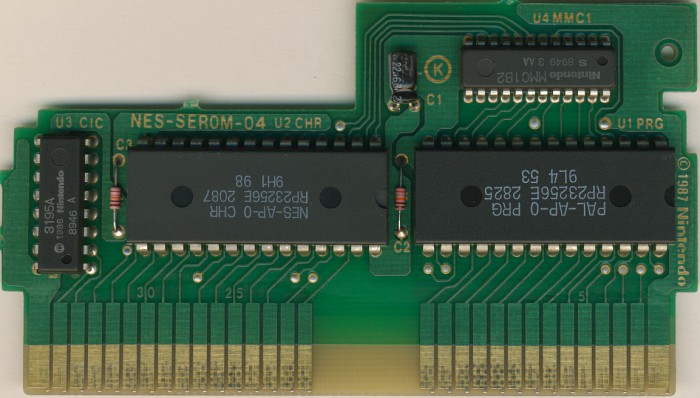 U4 MMC1
Nintendo
MMC1B2
S 8949 3 AA
K
C1
U3 CIC
NES-SEROM-04 U2 CHR
U1 PRG
C3
3195A
© 1986 Nintendo
8946 A
NES-AP-0 CHR
RP23256E 2087
9H1 98
PAL-AP-0 PRG
RP23256E 2825
9L4 53
© 1987 Nintendo
C2
30
25
5